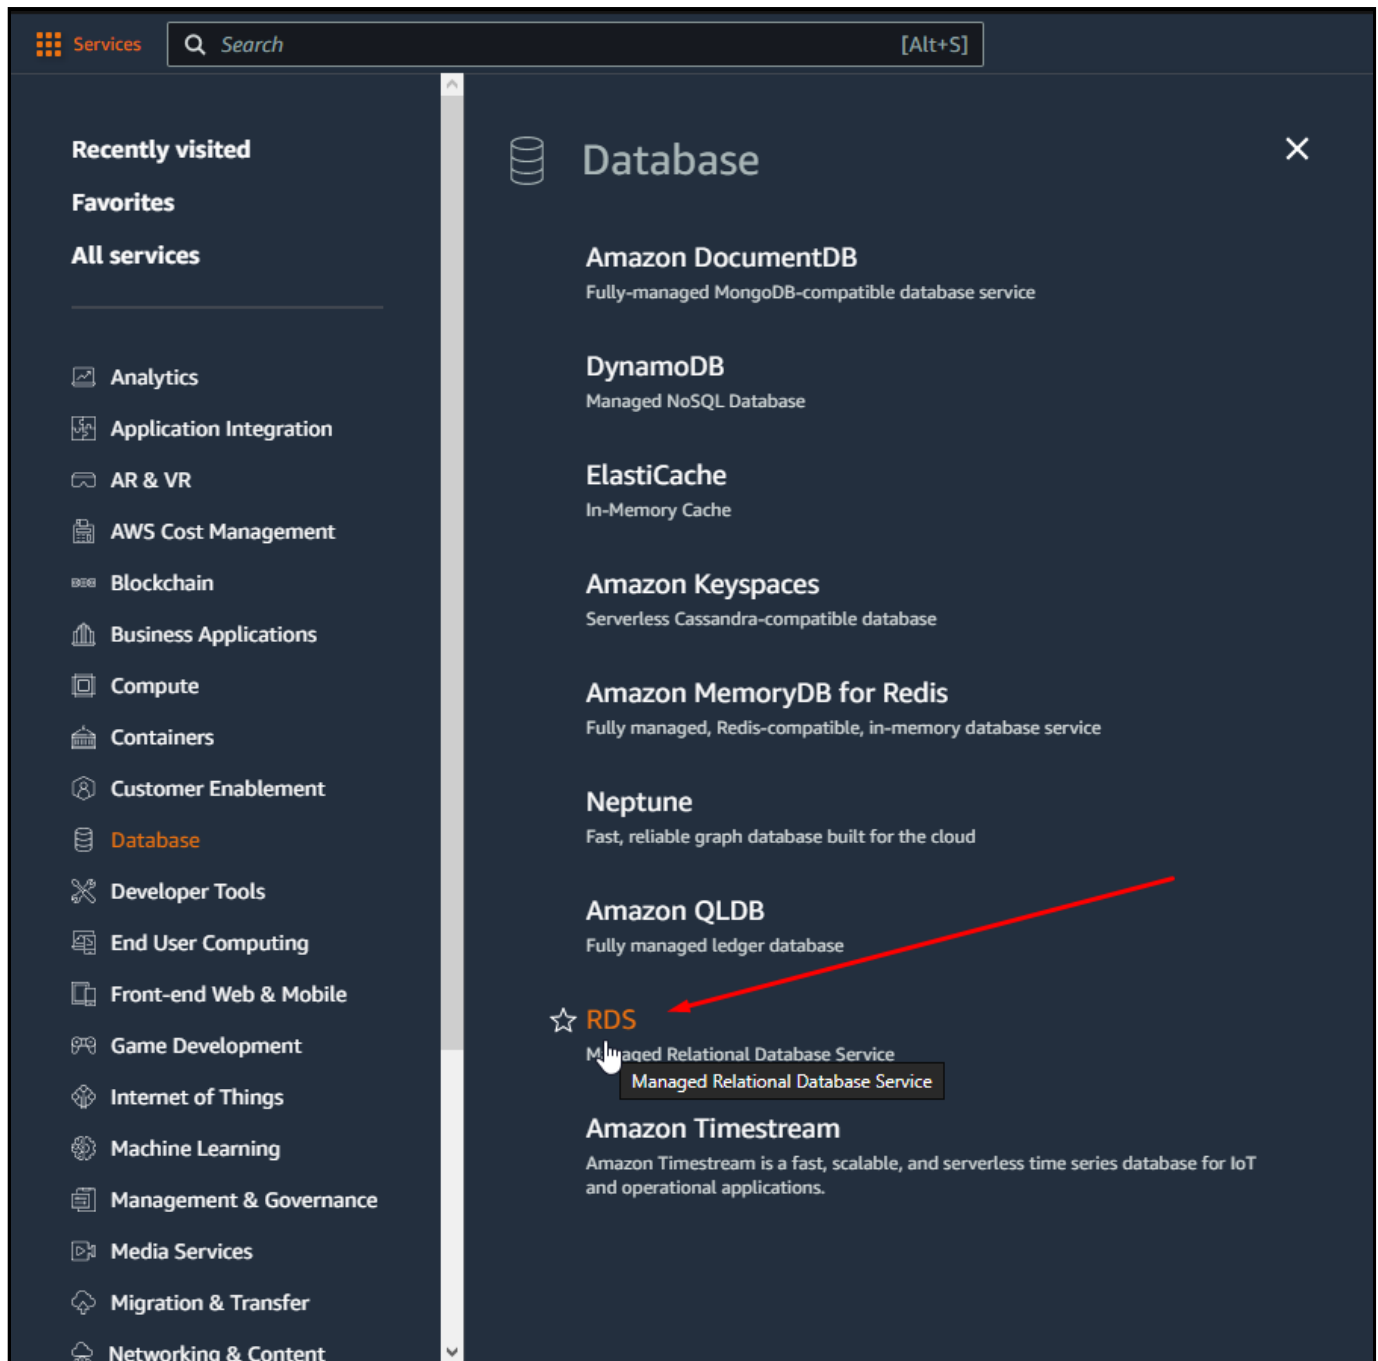 Services
Search
[Alt+S]
Recently visited
Favorites
All services
Analytics
Application Integration
AR & VR
AWS Cost Management
Blockchain
Business Applications
Compute
Containers
Customer Enablement
Database
Developer Tools
End User Computing
Front-end Web & Mobile
Game Development
Internet of Things
Machine Learning
Management & Governance
Media Services
Migration & Transfer
Networking & Content
Database
Amazon DocumentDB
Fully-managed MongoDB-compatible database service
DynamoDB
Managed NoSQL Database
ElastiCache
In-Memory Cache
Amazon Keyspaces
Serverless Cassandra-compatible database
Amazon MemoryDB for Redis
Fully managed, Redis-compatible, in-memory database service
Neptune
Fast, reliable graph database built for the cloud
Amazon QLDB
Fully managed ledger database
RDS
Managed Relational Database Service
Managed Relational Database Service
Amazon Timestream
Amazon Timestream is a fast, scalable, and serverless time series database for IoT
and operational applications.